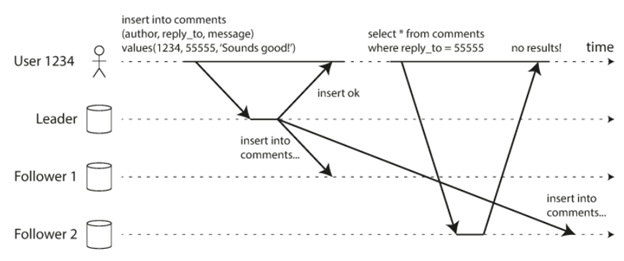 insert into comments
(author, reply_to, message)
values(1234, 55555, 'Sounds good!')
select * from comments
where reply_to = 55555
no results!
time
User 1234
insert ok
Leader
insert into
comments...
Follower 1
insert into
comments...
Follower 2